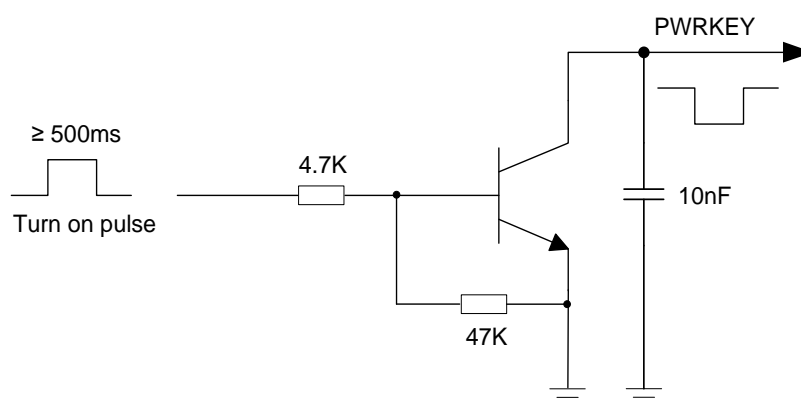 PWRKEY
≥ 500ms
4.7K
10nF
Turn on pulse
47K